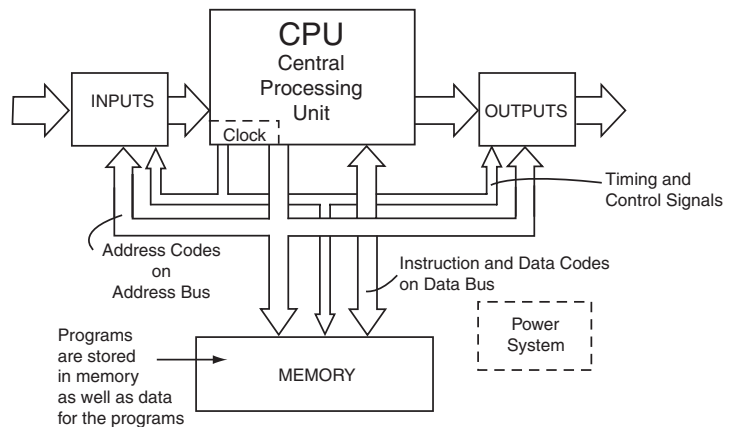 CPU
Central
Processing
Unit
INPUTS
OUTPUTS
Clock
Timing and
Control Signals
Address Codes
on
Address Bus
Instruction and Data Codes
on Data Bus
Power
System
Programs
are stored
in memory
as well as data
for the programs
MEMORY